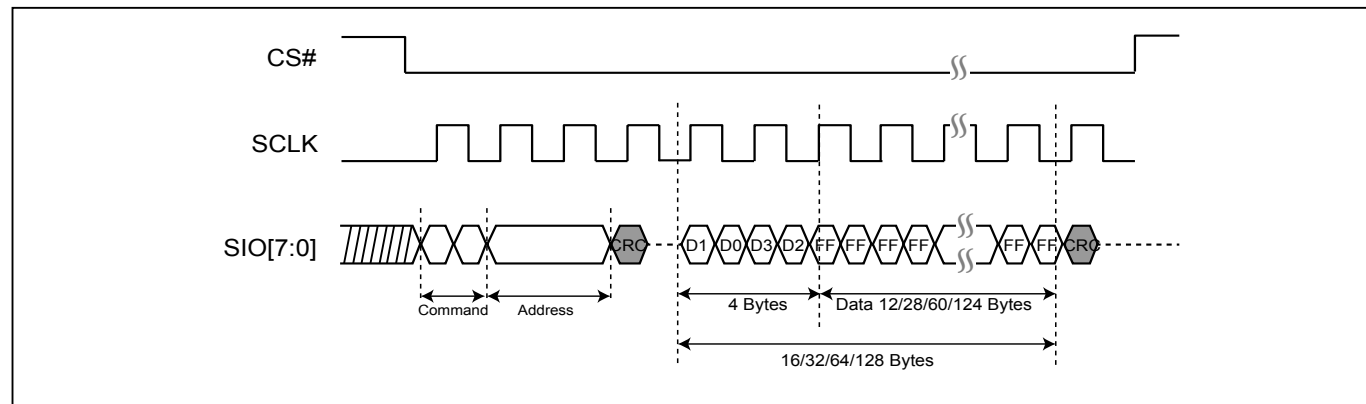 CS#
SCLK
SIO[7:0]
CRC D1 D0 D3 D2 FF FF FF FF FF FF CRC
Command Address 4 Bytes Data 12/28/60/124 Bytes
16/32/64/128 Bytes